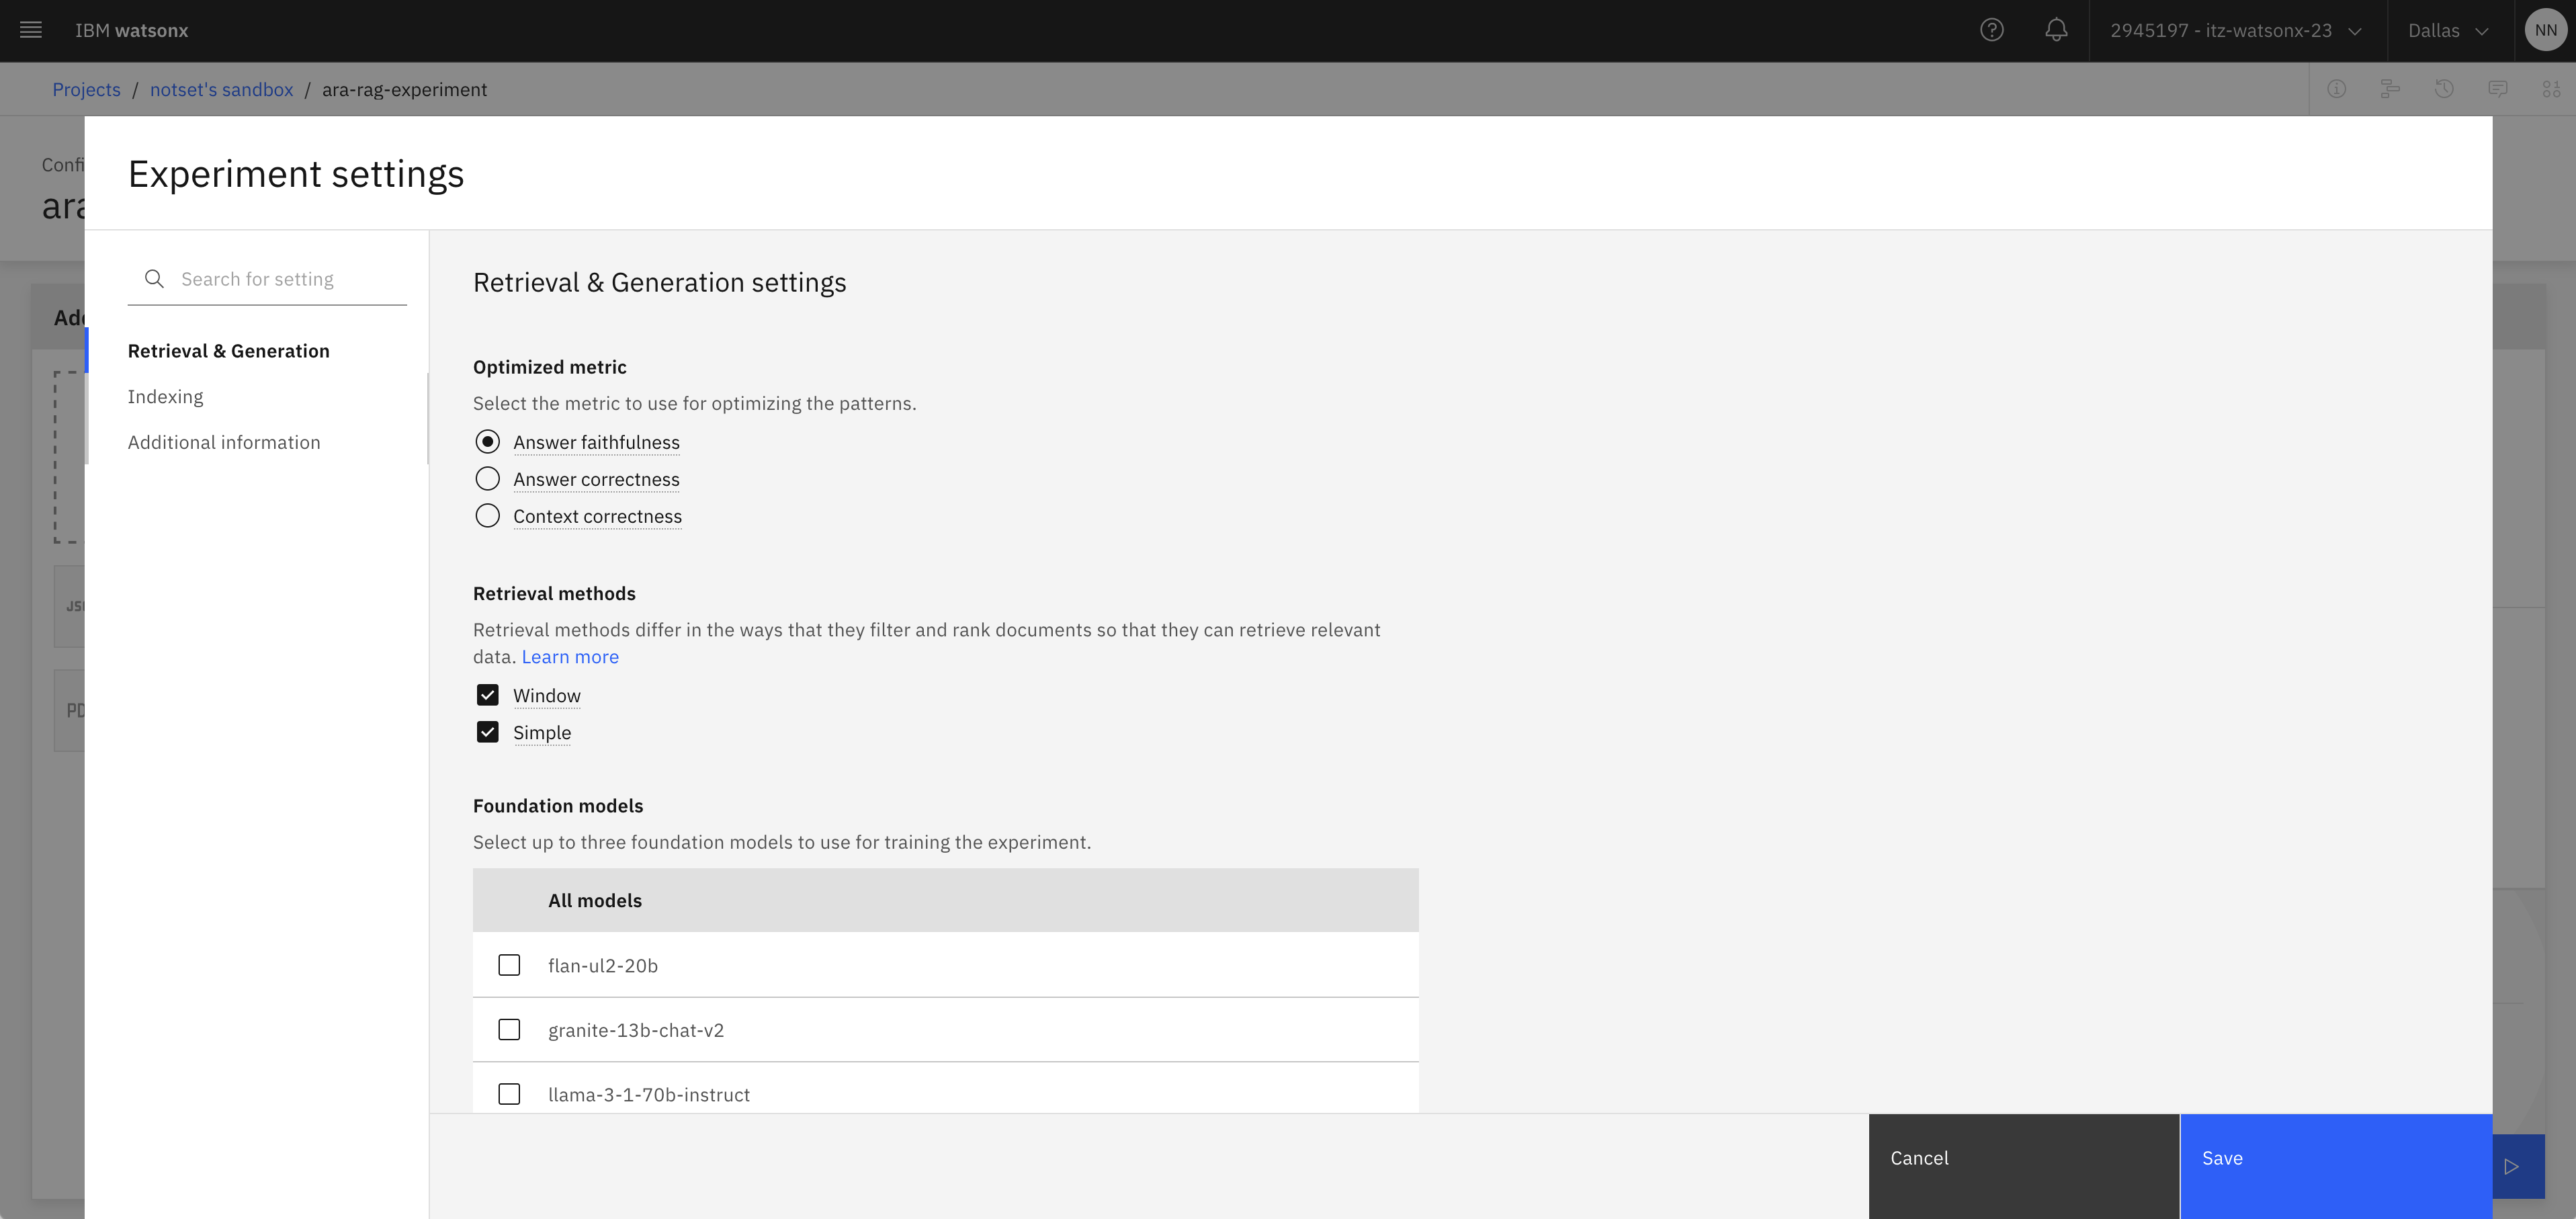 IBM watsonx
2945197 - itz-watsonx-23
Dallas
NN
Projects / notset's sandbox / ara-rag-experiment
Experiment settings
Search for setting
Retrieval & Generation
Indexing
Additional information
Retrieval & Generation settings
Optimized metric
Select the metric to use for optimizing the patterns.
Answer faithfulness
Answer correctness
Context correctness
Retrieval methods
Retrieval methods differ in the ways that they filter and rank documents so that they can retrieve relevant
data. Learn more
Window
Simple
Foundation models
Select up to three foundation models to use for training the experiment.
All models
flan-ul2-20b
granite-13b-chat-v2
llama-3-1-70b-instruct
Cancel
Save